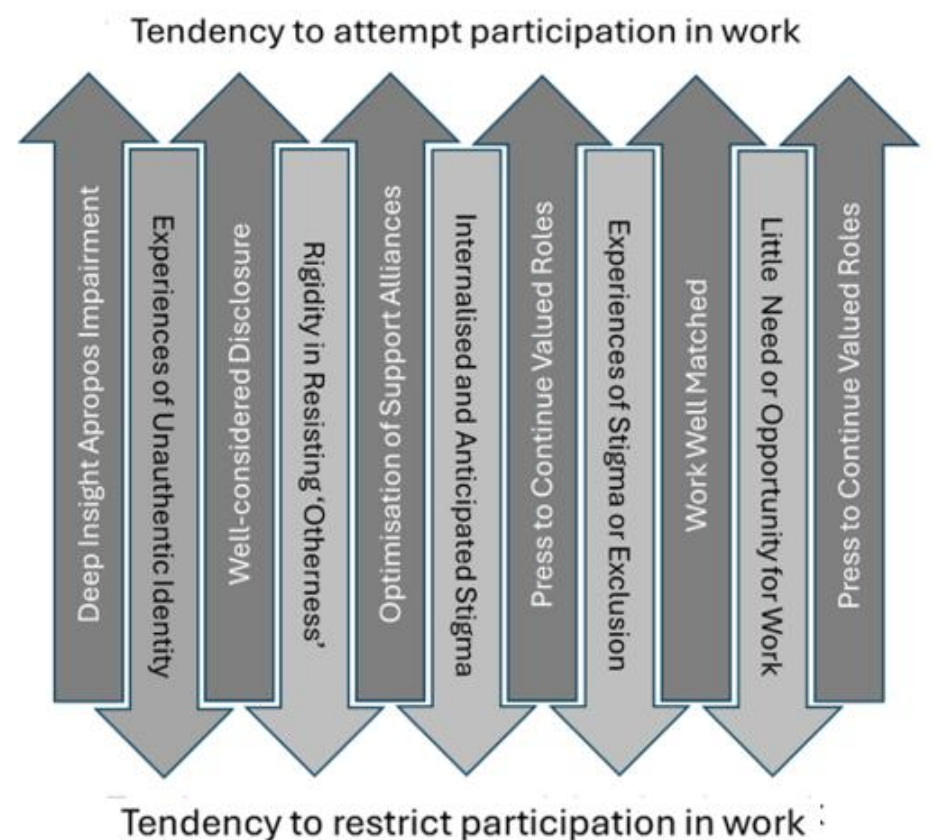 Tendency to attempt participation in work
Deep Insight Apropos Impairment
Experiences of Unauthentic Identity
Well-considered Disclosure
Rigidity in Resisting ‘Otherness’
Optimisation of Support Alliances
Internalised and Anticipated Stigma
Press to Continue Valued Roles
Experiences of Stigma or Exclusion
Work Well Matched
Little Need or Opportunity for Work
Press to Continue Valued Roles
Tendency to restrict participation in work